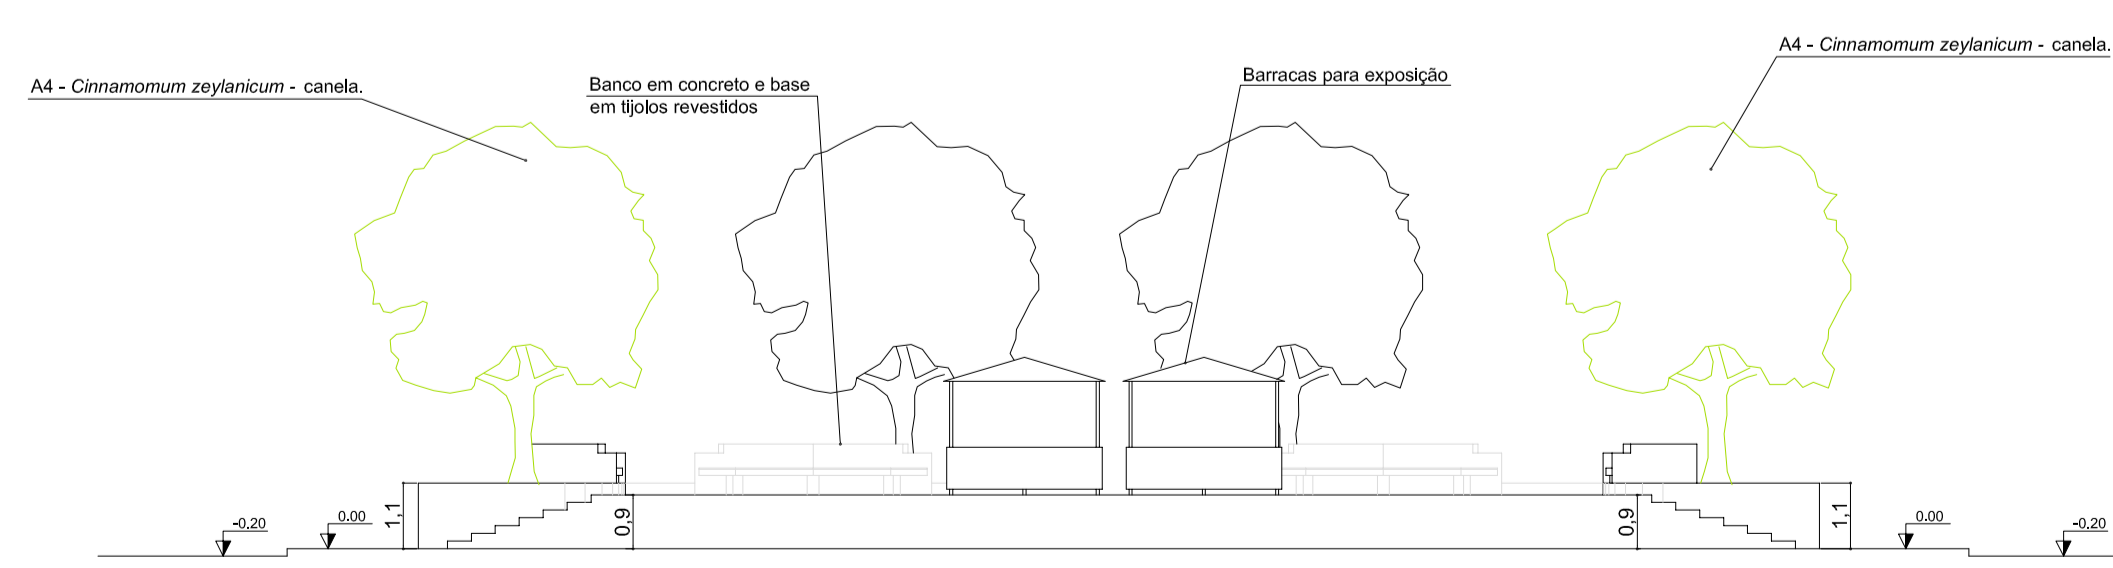 A4 - Cinnamomum zeylanicum - canela.
Banco em concreto e base
em tijolos revestidos
Barracas para exposição
A4 - Cinnamomum zeylanicum - canela.
-0.20
0.00
1,1
0,9
0,9
1,1
0.00
-0.20